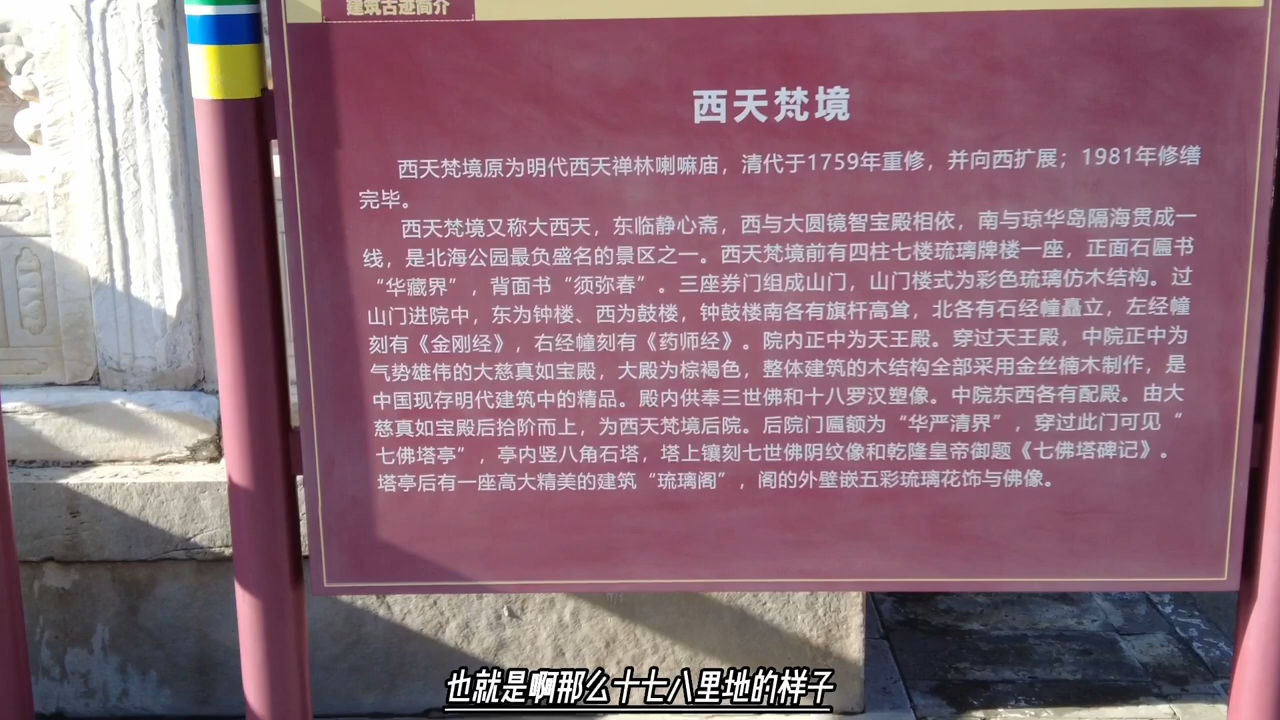 建筑古迹简介
西天梵境
西天梵境原为明代西天禅林喇嘛庙，清代于1759年重修，并向西扩展；1981年修缮
完毕。
西天梵境又称大西天，东临静心斋，西与大圆镜智宝殿相依，南与琼华岛隔海贯成一
线，是北海公园最负盛名的景区之一。西天梵境前有四柱七楼琉璃牌楼一座，正面石匾书
“华藏界”，背面书“须弥春”。三座券门组成山门，山门楼式为彩色琉璃仿木结构。过
山门进院中，东为钟楼、西为鼓楼，钟鼓楼南各有旗杆高耸，北各有石经幢矗立，左经幢
刻有《金刚经》，右经幢刻有《药师经》。院内正中为天王殿。穿过天王殿，中院正中为
气势雄伟的大慈真如宝殿，大殿为棕褐色，整体建筑的木结构全部采用金丝楠木制作，是
中国现存明代建筑中的精品。殿内供奉三世佛和十八罗汉塑像。中院东西各有配殿。由大
慈真如宝殿后拾阶而上，为西天梵境后院。后院门匾额为“华严清界”，穿过此门可见“
七佛塔亭”，亭内竖八角石塔，塔上镶刻七世佛阴纹像和乾隆皇帝御题《七佛塔碑记》。
塔亭后有一座高大精美的建筑“琉璃阁”，阁的外壁嵌五彩琉璃花饰与佛像。
也就是啊那么十七八里地的样子